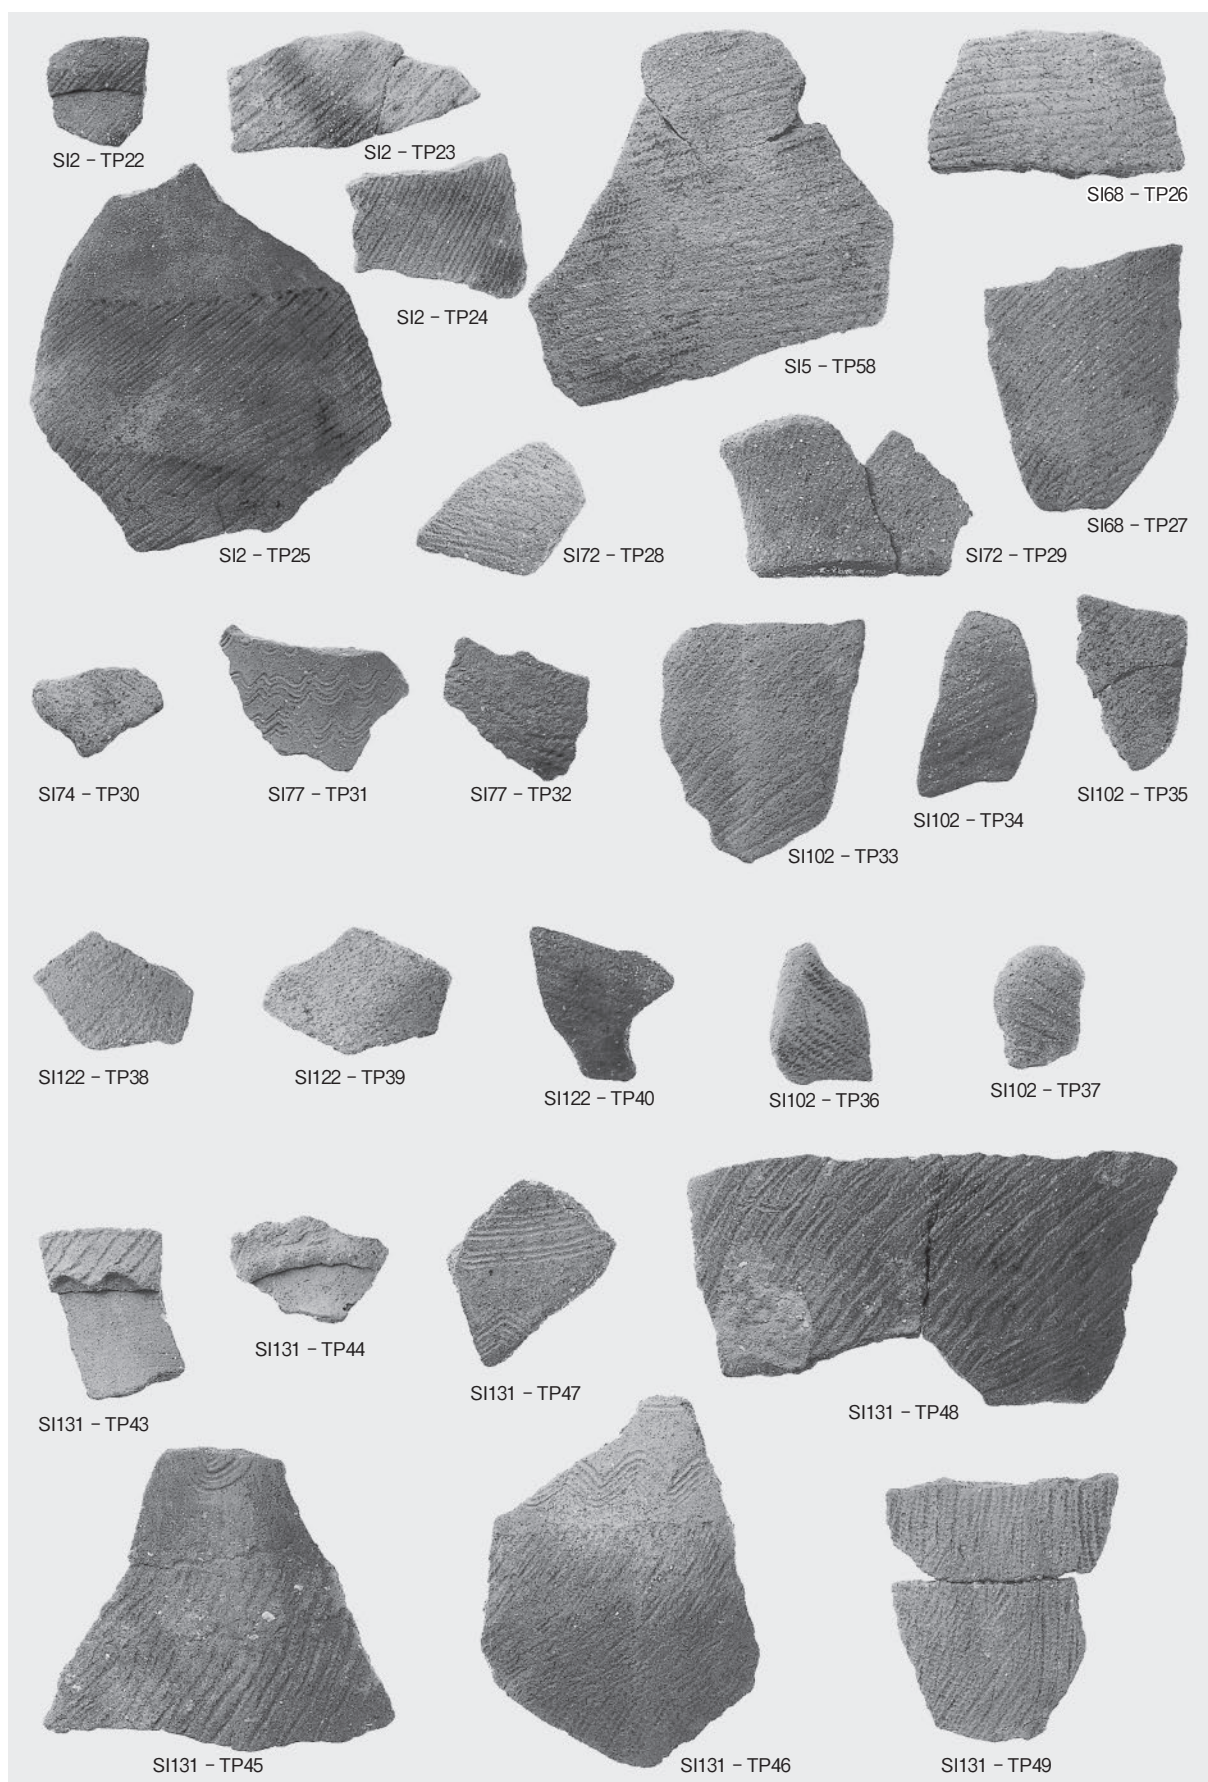 SI2 – TP22
SI2 – TP23
SI68 – TP26
SI2 – TP24
SI5 – TP58
SI2 – TP25
SI72 – TP28
SI72 – TP29
SI68 – TP27
SI74 – TP30
SI77 – TP31
SI77 – TP32
SI102 – TP33
SI102 – TP34
SI102 – TP35
SI122 – TP38
SI122 – TP39
SI122 – TP40
SI102 – TP36
SI102 – TP37
SI131 – TP43
SI131 – TP44
SI131 – TP47
SI131 – TP48
SI131 – TP45
SI131 – TP46
SI131 – TP49